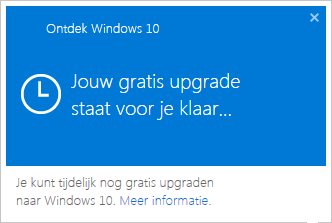 Ontdek Windows 10
Jouw gratis upgrade
staat voor je klaar...
Je kunt tijdelijk nog gratis upgraden
naar Windows 10. Meer informatie.